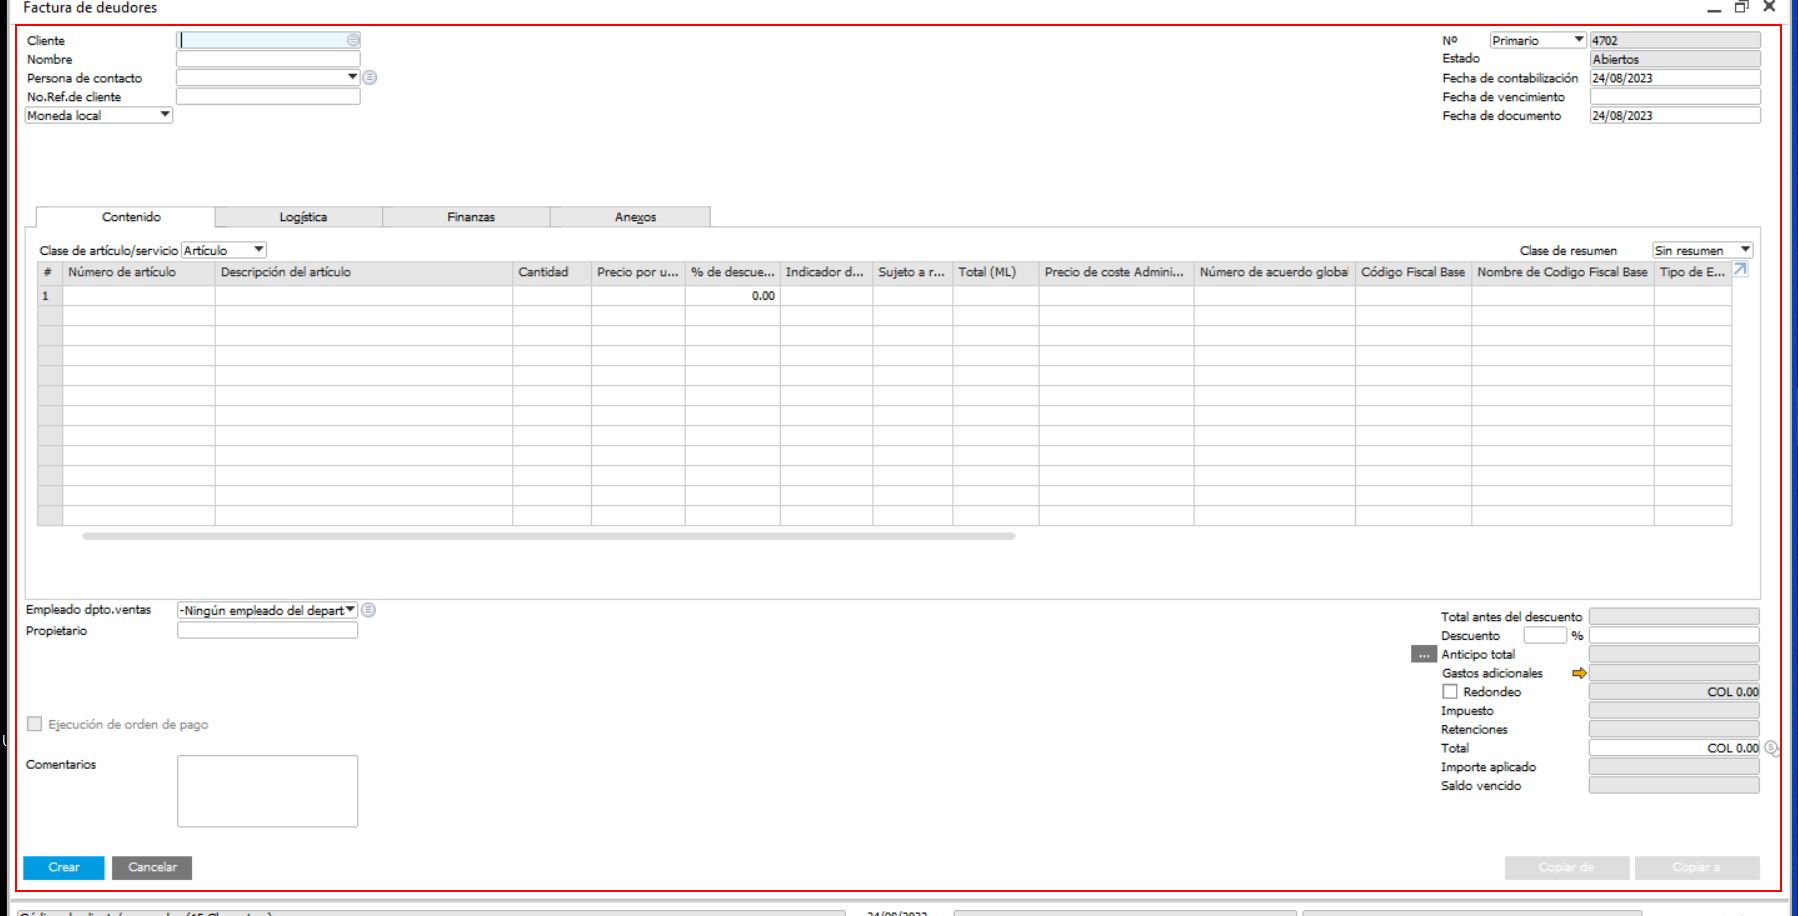 Factura de deudores
Cliente
Nº Primario 4702
Nombre
Estado Abiertos
Persona de contacto
Fecha de contabilización 24/08/2023
No.Ref.de cliente
Fecha de vencimiento
Moneda local
Fecha de documento 24/08/2023
Contenido Logística Finanzas Anexos
Clase de artículo/servicio Artículo Clase de resumen Sin resumen
# Número de artículo Descripción del artículo Cantidad Precio por u... % de descue... Indicador d... Sujeto a r... Total (ML) Precio de coste Admini... Número de acuerdo global Código Fiscal Base Nombre de Codigo Fiscal Base Tipo de E...
1 0.00
Empleado dpto.ventas -Ningún empleado del depart
Propietario
Total antes del descuento
Descuento %
... Anticipo total
Gastos adicionales
Redondeo COL 0.00
Impuesto
Ejecución de orden de pago
Retenciones
Total COL 0.00
Comentarios
Importe aplicado
Saldo vencido
Crear Cancelar Copiar de Copiar a
24/08/2023